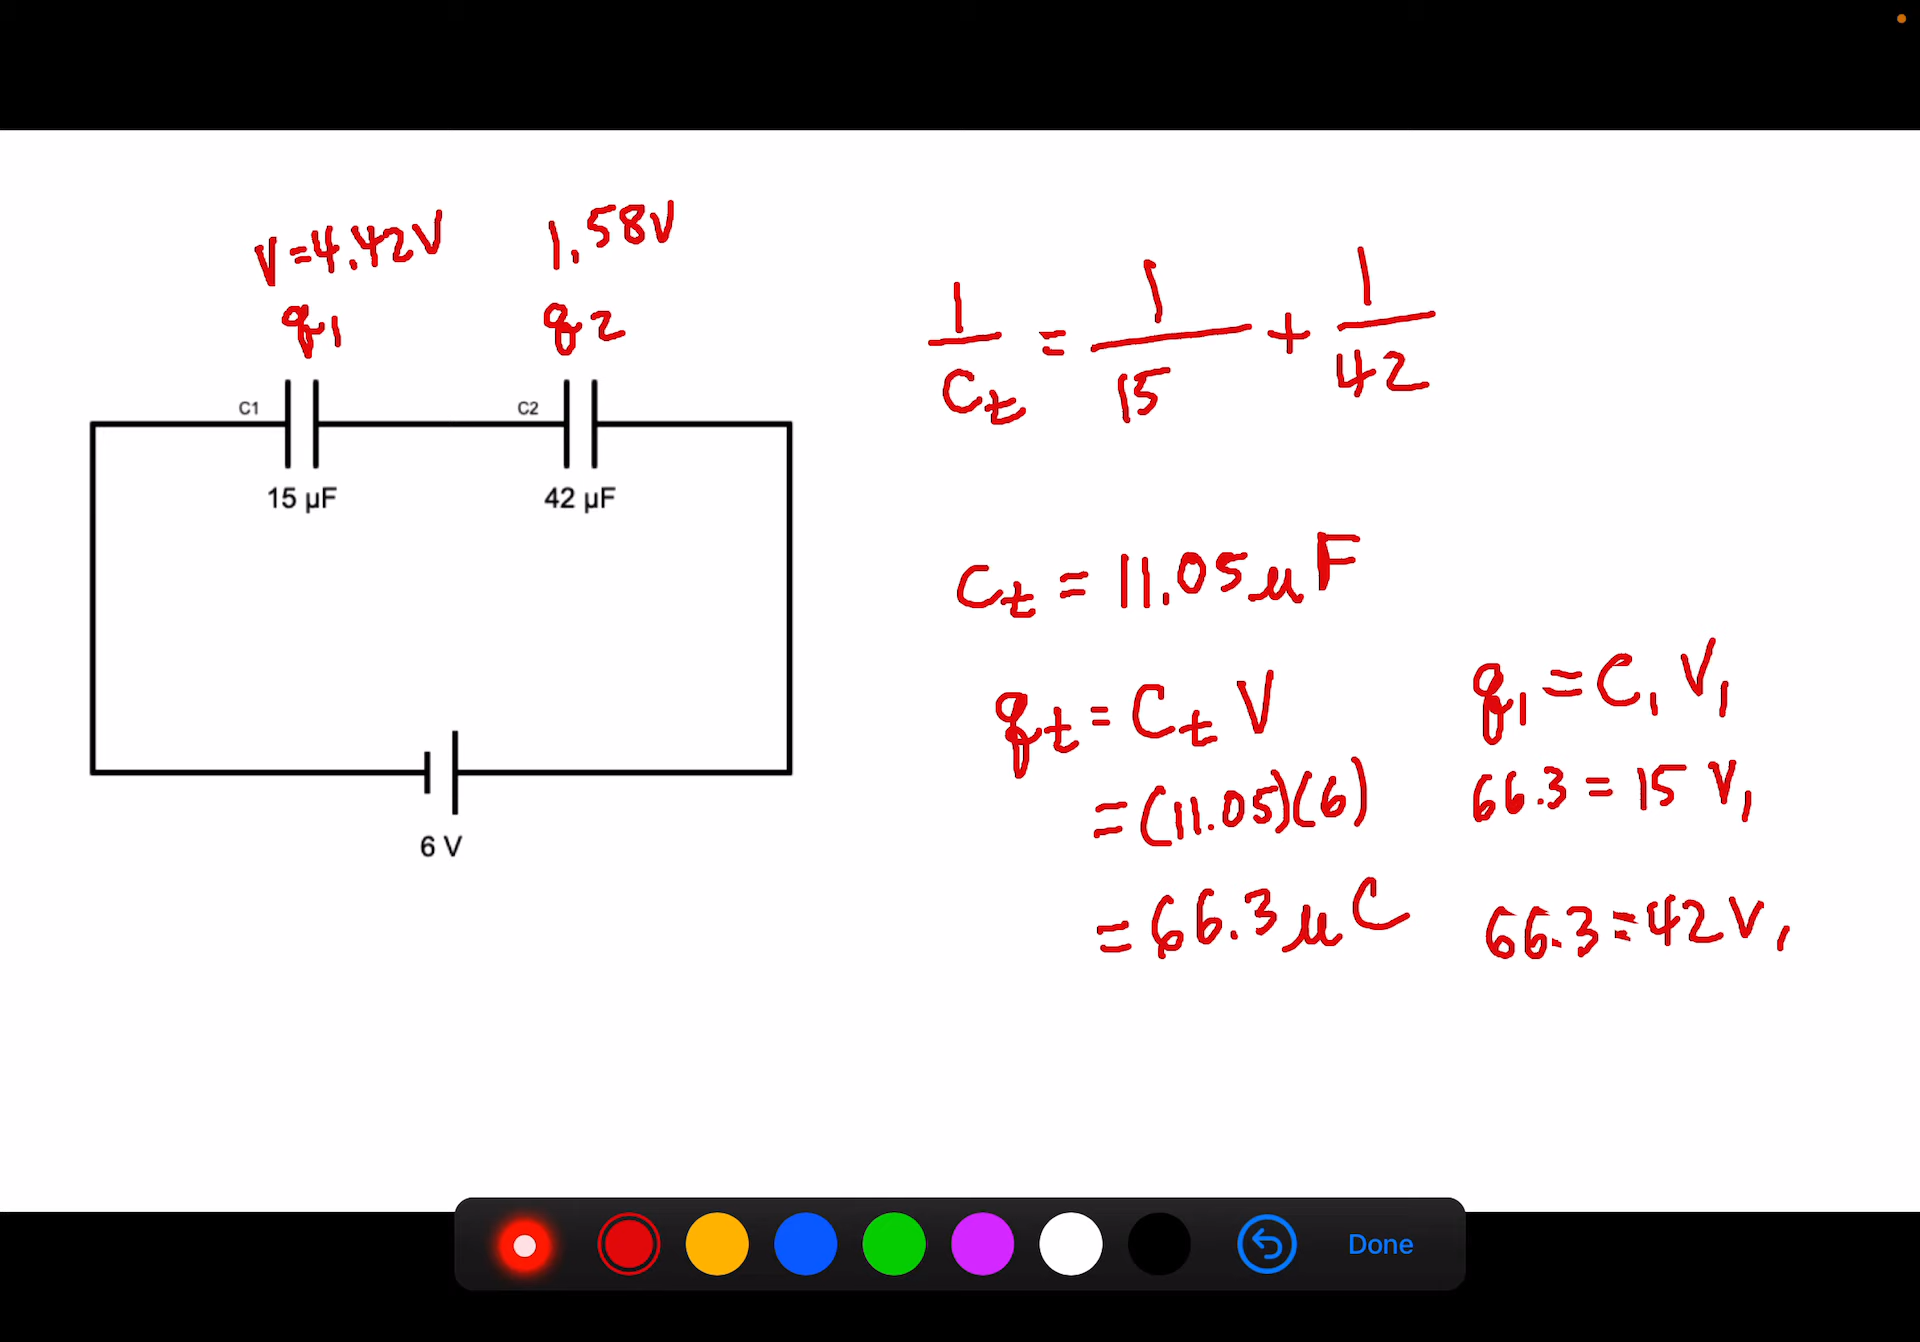 V=4.42V 1.58V
q1 q2
C1 C2
15 µF 42 µF
6 V
1/Ct = 1/15 + 1/42
Ct = 11.05 µF
qt = Ct V
= (11.05)(6)
= 66.3 µC
q1 = C1 V1
66.3 = 15 V1
66.3 = 42 V1
Done